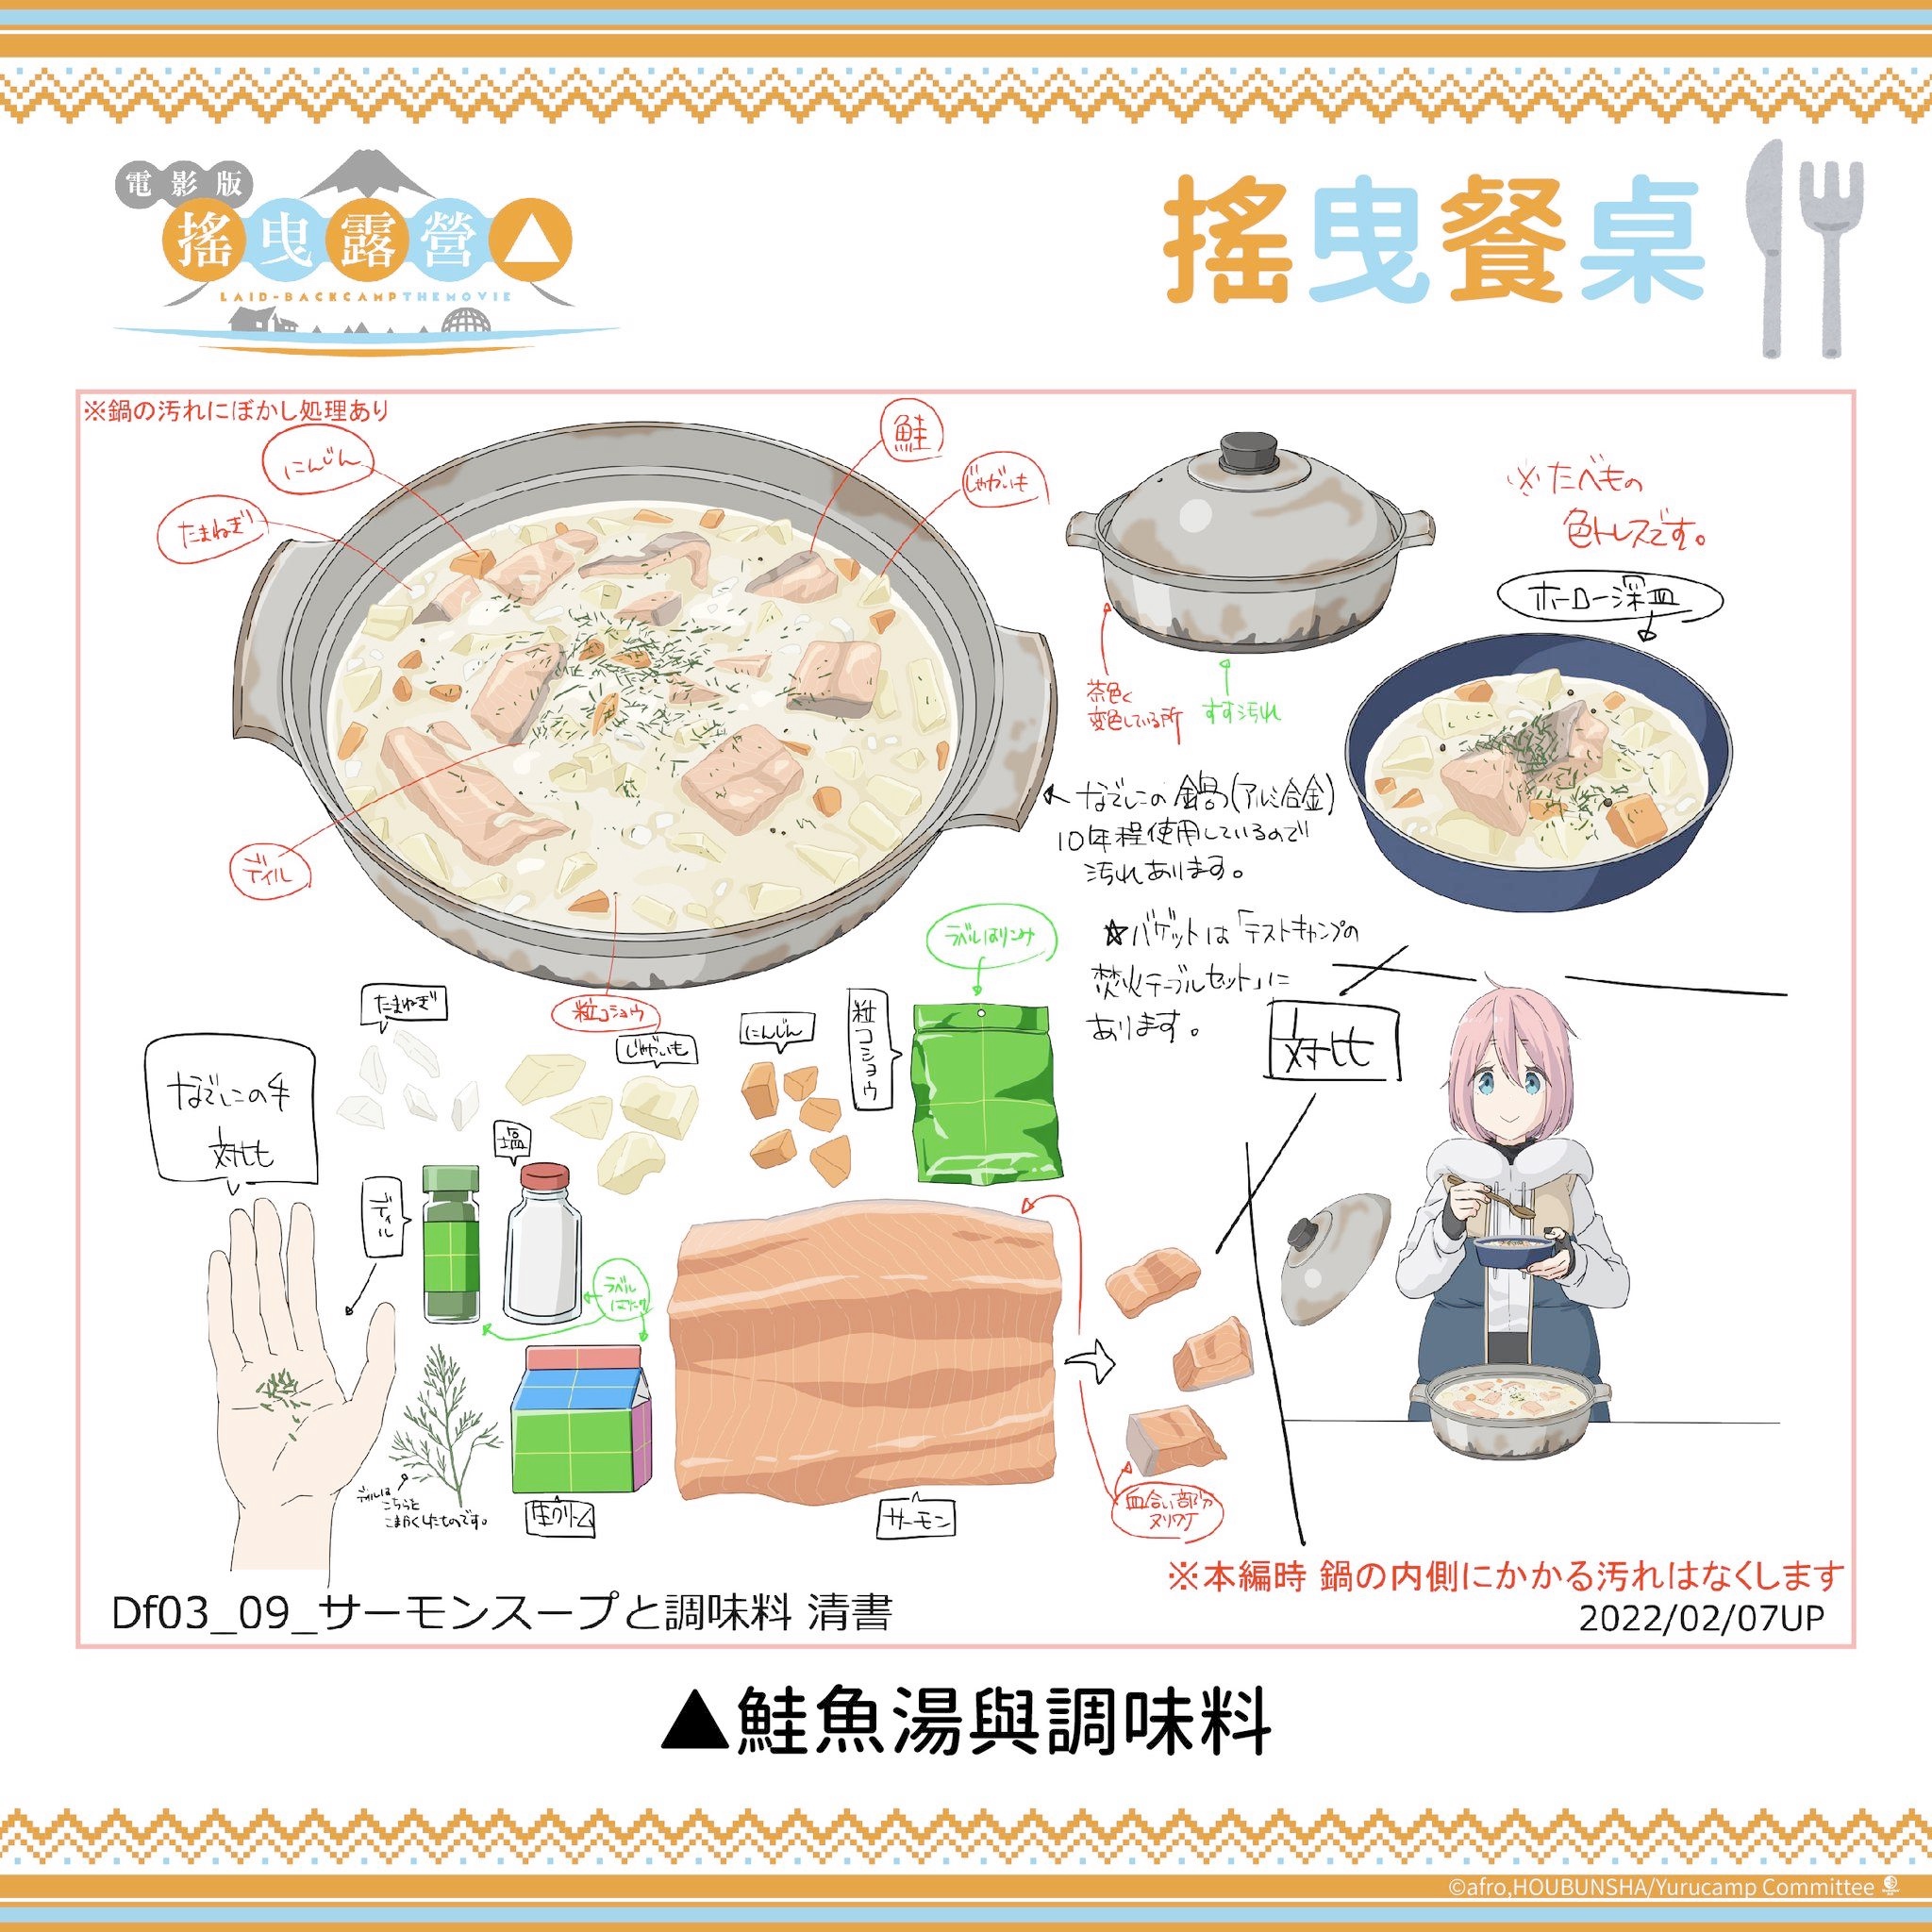 電影版
搖曳露營△
LAID-BACKCAMPTHEMOVIE
搖曳餐桌
※鍋の汚れにぼかし処理あり
にんじん
たまねぎ
鮭
じゃがいも
ディル
粒コショウ
茶色く
変色している所
すす汚れ
※たべもの
色トレスです。
ホーロー深皿
なでしこの鍋(アルミ合金)
10年程使用しているので
汚れあります。
☆バゲットは「テストキャンプの
焚火テーブルセット」に
あります。
対比
ラベルはりこみ
たまねぎ
じゃがいも
にんじん
粒コショウ
なでしこの手
対比
ディル
塩
ラベル
ディルは
こちらを
こまかくしたものです。
生クリーム
サーモン
血合い部分
ヌリワケ
※本編時 鍋の内側にかかる汚れはなくします
Df03_09_サーモンスープと調味料 清書
2022/02/07UP
▲鮭魚湯與調味料
©afro,HOUBUNSHA/Yurucamp Committee